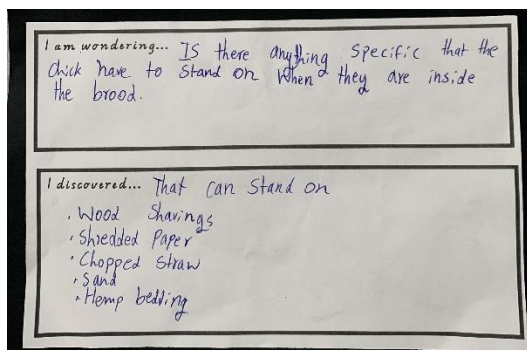 I am wondering... IS there anything Specific that the
chick have to Stand on when they are inside
the brood.
I discovered... That can Stand on
• Wood Shavings
• Shredded Paper
• Chopped Straw
• Sand
• Hemp bedding